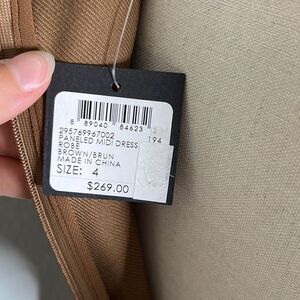 8 89040 84623
295769967002 194
PANELED MIDI DRESS
ROBE
BROWN/BRUN
MADE IN CHINA
SIZE: 4
$269.00